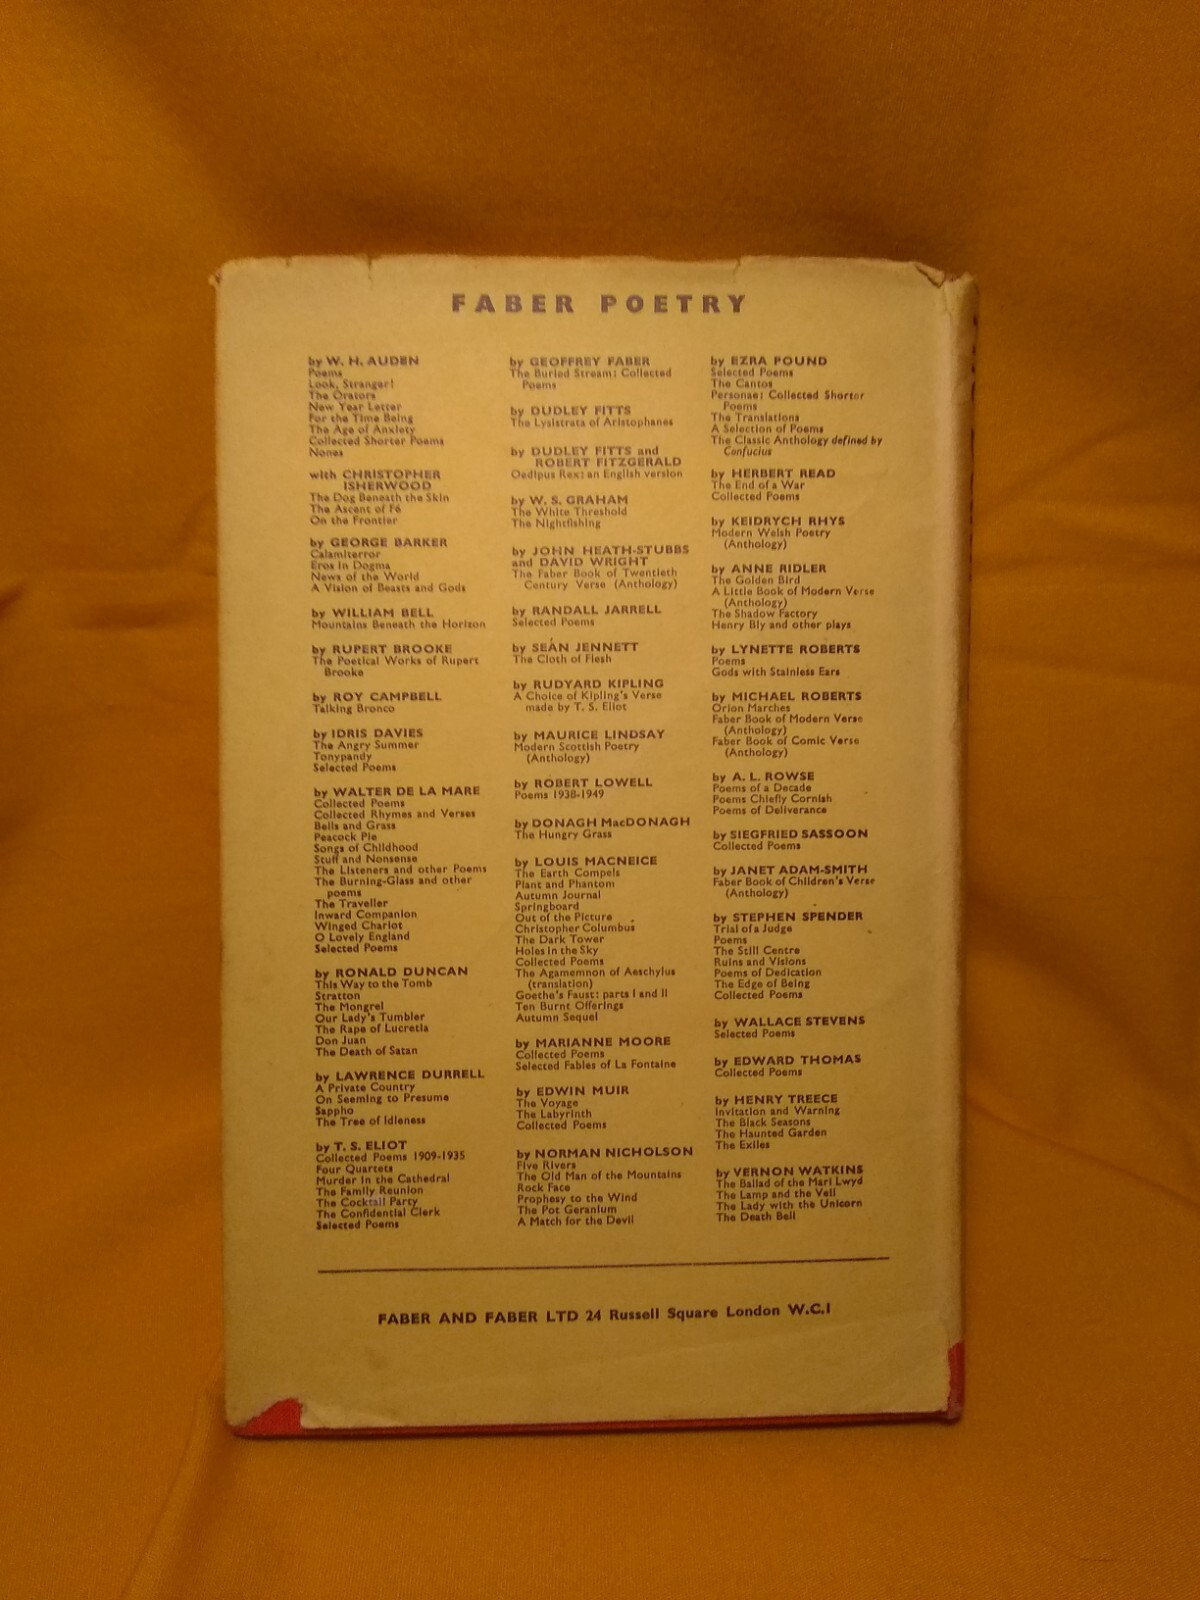 FABER POETRY
by W. H. AUDEN
Poems
Look, Stranger!
The Orators
New Year Letter
For the Time Being
The Age of Anxiety
Collected Shorter Poems
Nones
with CHRISTOPHER
ISHERWOOD
The Dog Beneath the Skin
The Ascent of F6
On the Frontier
by GEORGE BARKER
Calamiterror
Eros in Dogma
News of the World
A Vision of Beasts and Gods
by WILLIAM BELL
Mountains Beneath the Horizon
by RUPERT BROOKE
The Poetical Works of Rupert
Brooke
by ROY CAMPBELL
Talking Bronco
by IDRIS DAVIES
The Angry Summer
Tonypandy
Selected Poems
by WALTER DE LA MARE
Collected Poems
Collected Rhymes and Verses
Bells and Grass
Peacock Pie
Songs of Childhood
Stuff and Nonsense
The Listeners and other Poems
The Burning-Glass and other
poems
The Traveller
Inward Companion
Winged Chariot
O Lovely England
Selected Poems
by RONALD DUNCAN
This Way to the Tomb
Stratton
The Mongrel
Our Lady's Tumbler
The Rape of Lucretia
Don Juan
The Death of Satan
by LAWRENCE DURRELL
A Private Country
On Seeming to Presume
Sappho
The Tree of Idleness
by T. S. ELIOT
Collected Poems 1909-1935
Four Quartets
Murder in the Cathedral
The Family Reunion
The Cocktail Party
The Confidential Clerk
Selected Poems
by GEOFFREY FABER
The Buried Stream: Collected
Poems
by DUDLEY FITTS
The Lysistrata of Aristophanes
by DUDLEY FITTS and
ROBERT FITZGERALD
Oedipus Rex: an English version
by W. S. GRAHAM
The White Threshold
The Nightfishing
by JOHN HEATH-STUBBS
and DAVID WRIGHT
The Faber Book of Twentieth
Century Verse (Anthology)
by RANDALL JARRELL
Selected Poems
by SEÁN JENNETT
The Cloth of Flesh
by RUDYARD KIPLING
A Choice of Kipling's Verse
made by T. S. Eliot
by MAURICE LINDSAY
Modern Scottish Poetry
(Anthology)
by ROBERT LOWELL
Poems 1938-1949
by DONAGH MacDONAGH
The Hungry Grass
by LOUIS MACNEICE
The Earth Compels
Plant and Phantom
Autumn Journal
Springboard
Out of the Picture
Christopher Columbus
The Dark Tower
Holes in the Sky
Collected Poems
The Agamemnon of Aeschylus
(translation)
Goethe's Faust: parts I and II
Ten Burnt Offerings
Autumn Sequel
by MARIANNE MOORE
Collected Poems
Selected Fables of La Fontaine
by EDWIN MUIR
The Voyage
The Labyrinth
Collected Poems
by NORMAN NICHOLSON
Five Rivers
The Old Man of the Mountains
Rock Face
Prophesy to the Wind
The Pot Geranium
A Match for the Devil
by EZRA POUND
Selected Poems
The Cantos
Personae: Collected Shorter
Poems
The Translations
A Selection of Poems
The Classic Anthology defined by
Confucius
by HERBERT READ
The End of a War
Collected Poems
by KEIDRYCH RHYS
Modern Welsh Poetry
(Anthology)
by ANNE RIDLER
The Golden Bird
A Little Book of Modern Verse
(Anthology)
The Shadow Factory
Henry Bly and other plays
by LYNETTE ROBERTS
Poems
Gods with Stainless Ears
by MICHAEL ROBERTS
Orion Marches
Faber Book of Modern Verse
(Anthology)
Faber Book of Comic Verse
(Anthology)
by A. L. ROWSE
Poems of a Decade
Poems Chiefly Cornish
Poems of Deliverance
by SIEGFRIED SASSOON
Collected Poems
by JANET ADAM-SMITH
Faber Book of Children's Verse
(Anthology)
by STEPHEN SPENDER
Trial of a Judge
Poems
The Still Centre
Ruins and Visions
Poems of Dedication
The Edge of Being
Collected Poems
by WALLACE STEVENS
Selected Poems
by EDWARD THOMAS
Collected Poems
by HENRY TREECE
Invitation and Warning
The Black Seasons
The Haunted Garden
The Exiles
by VERNON WATKINS
The Ballad of the Mari Lwyd
The Lamp and the Veil
The Lady with the Unicorn
The Death Bell
FABER AND FABER LTD 24 Russell Square London W.C.1